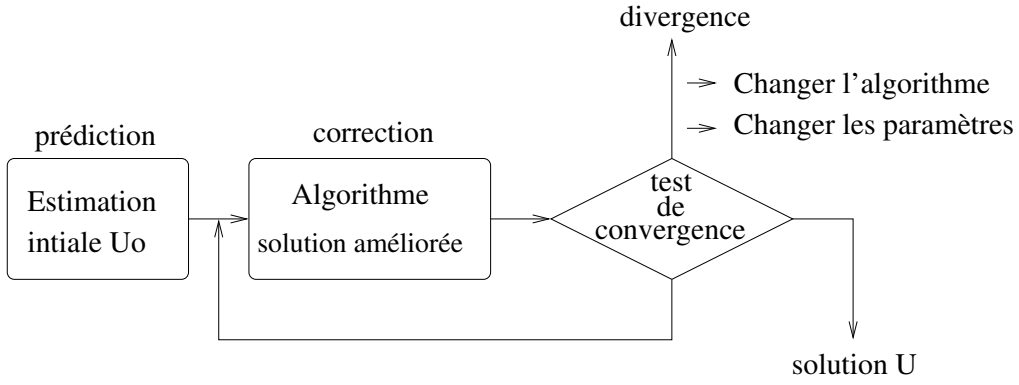 divergence
Changer l'algorithme
Changer les paramètres
prédiction
correction
Estimation
intiale Uo
Algorithme
solution améliorée
test
de
convergence
solution U